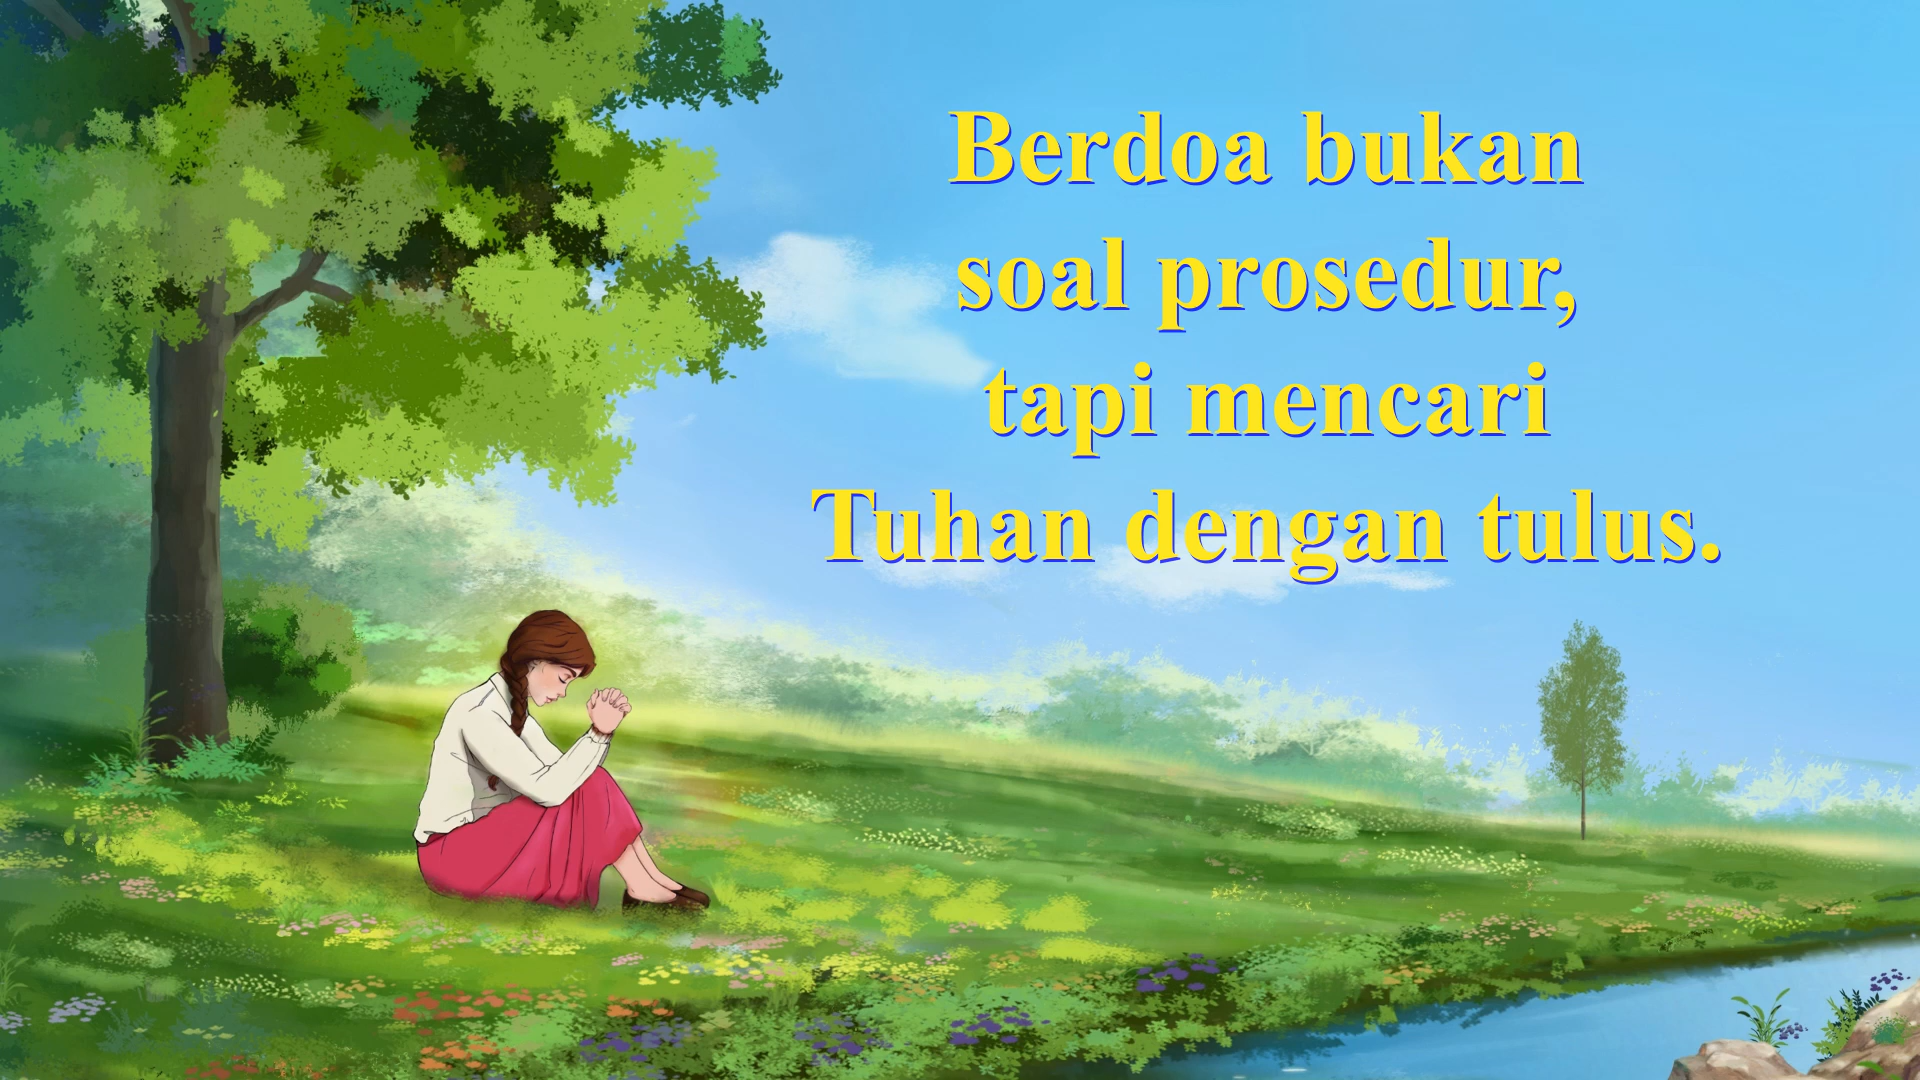 Berdoa bukan
soal prosedur,
tapi mencari
Tuhan dengan tulus.